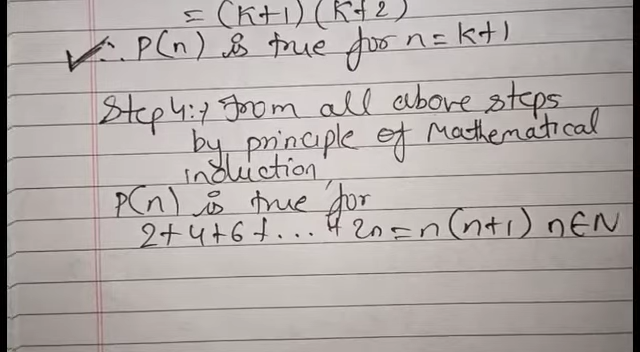 = (K+1) (K+2)
∴ P(n) is true for n = k+1
Step 4:→ From all above steps
by principle of Mathematical
induction,
P(n) is true for
2+4+6+... + 2n = n(n+1) n∈N